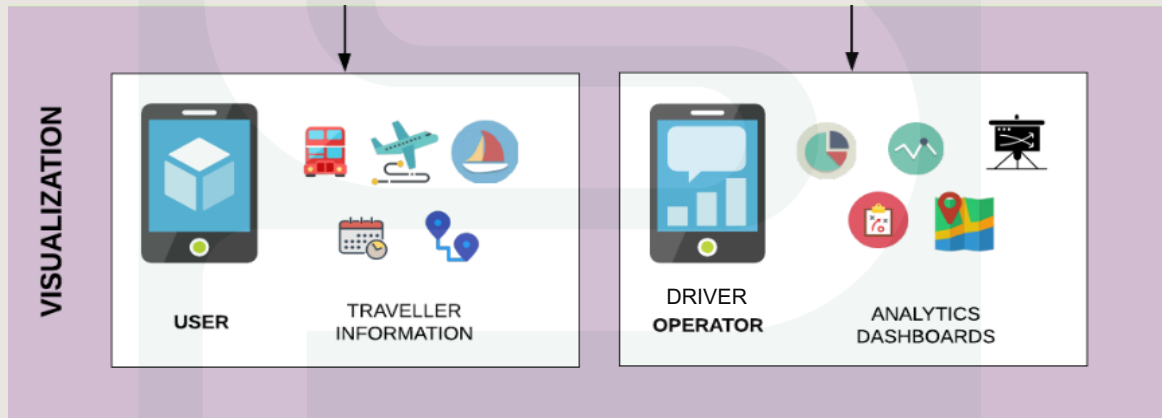 VISUALIZATION
USER
TRAVELLER
INFORMATION
DRIVER
OPERATOR
ANALYTICS
DASHBOARDS